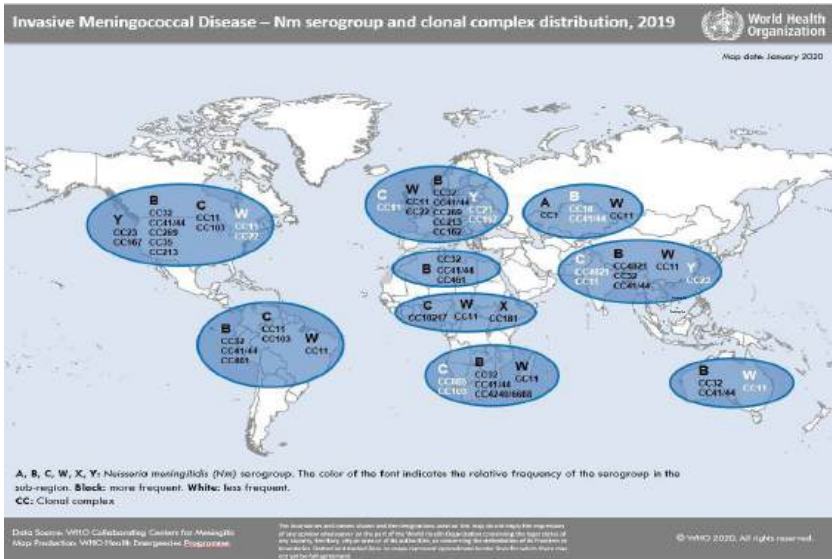 Invasive Meningococcal Disease – Nm serogroup and clonal complex distribution, 2019
World Health
Organization
Map date: January 2020
Y
CC23
CC167
B
CC32
CC41/44
CC269
CC35
CC213
C
CC11
CC103
W
CC11
CC22
C
CC11
W
CC11
CC22
B
CC32
CC41/44
CC269
CC213
CC162
Y
CC23
A
CC1
B
CC18
CC41/44
W
CC11
B
CC32
CC41/44
CC461
C
CC4821
CC11
B
CC4821
CC32
CC41/44
W
CC11
Y
CC23
C
CC10217
W
CC11
X
CC181
B
CC32
CC41/44
CC461
C
CC11
CC103
W
CC11
C
CC103
B
CC32
CC41/44
CC4240/6688
W
CC11
B
CC32
CC41/44
W
CC11
A, B, C, W, X, Y: Neisseria meningitidis (Nm) serogroup. The color of the font indicates the relative frequency of the serogroup in the
sub-region. Black: more frequent. White: less frequent.
CC: Clonal complex
Data Source: WHO Collaborating Centers for Meningitis
Map Production: WHO Health Emergencies Programme
© WHO 2020. All rights reserved.